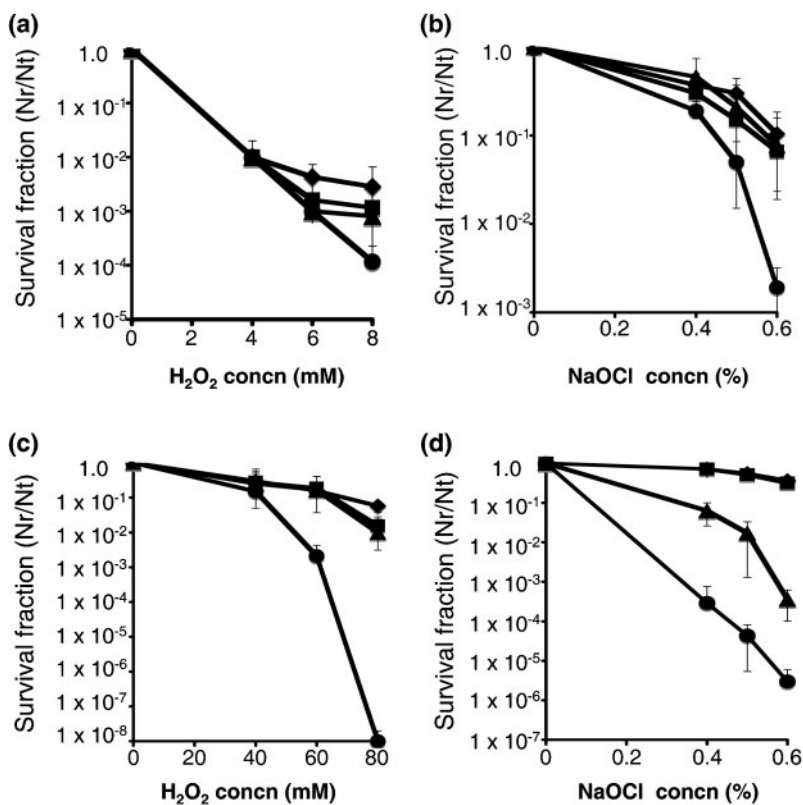 (a)
Survival fraction (Nr/Nt)
1.0
1 x 10-1
1 x 10-2
1 x 10-3
1 x 10-4
1 x 10-5
0 2 4 6 8
H2O2 concn (mM)
(b)
Survival fraction (Nr/Nt)
1.0
1 x 10-1
1 x 10-2
1 x 10-3
0 0.2 0.4 0.6
NaOCl concn (%)
(c)
Survival fraction (Nr/Nt)
1.0
1 x 10-1
1 x 10-2
1 x 10-3
1 x 10-4
1 x 10-5
1 x 10-6
1 x 10-7
1 x 10-8
0 20 40 60 80
H2O2 concn (mM)
(d)
Survival fraction (Nr/Nt)
1.0
1 x 10-1
1 x 10-2
1 x 10-3
1 x 10-4
1 x 10-5
1 x 10-6
1 x 10-7
0 0.2 0.4 0.6
NaOCl concn (%)